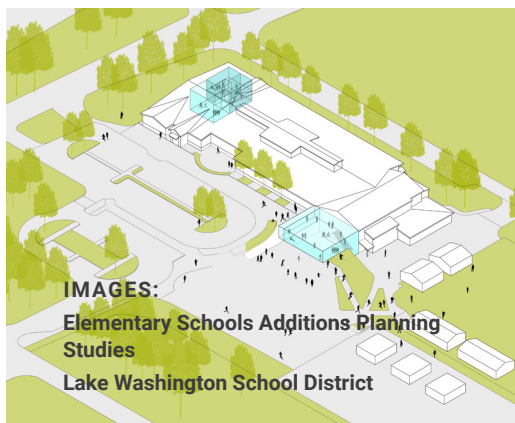 IMAGES:
Elementary Schools Additions Planning
Studies
Lake Washington School District